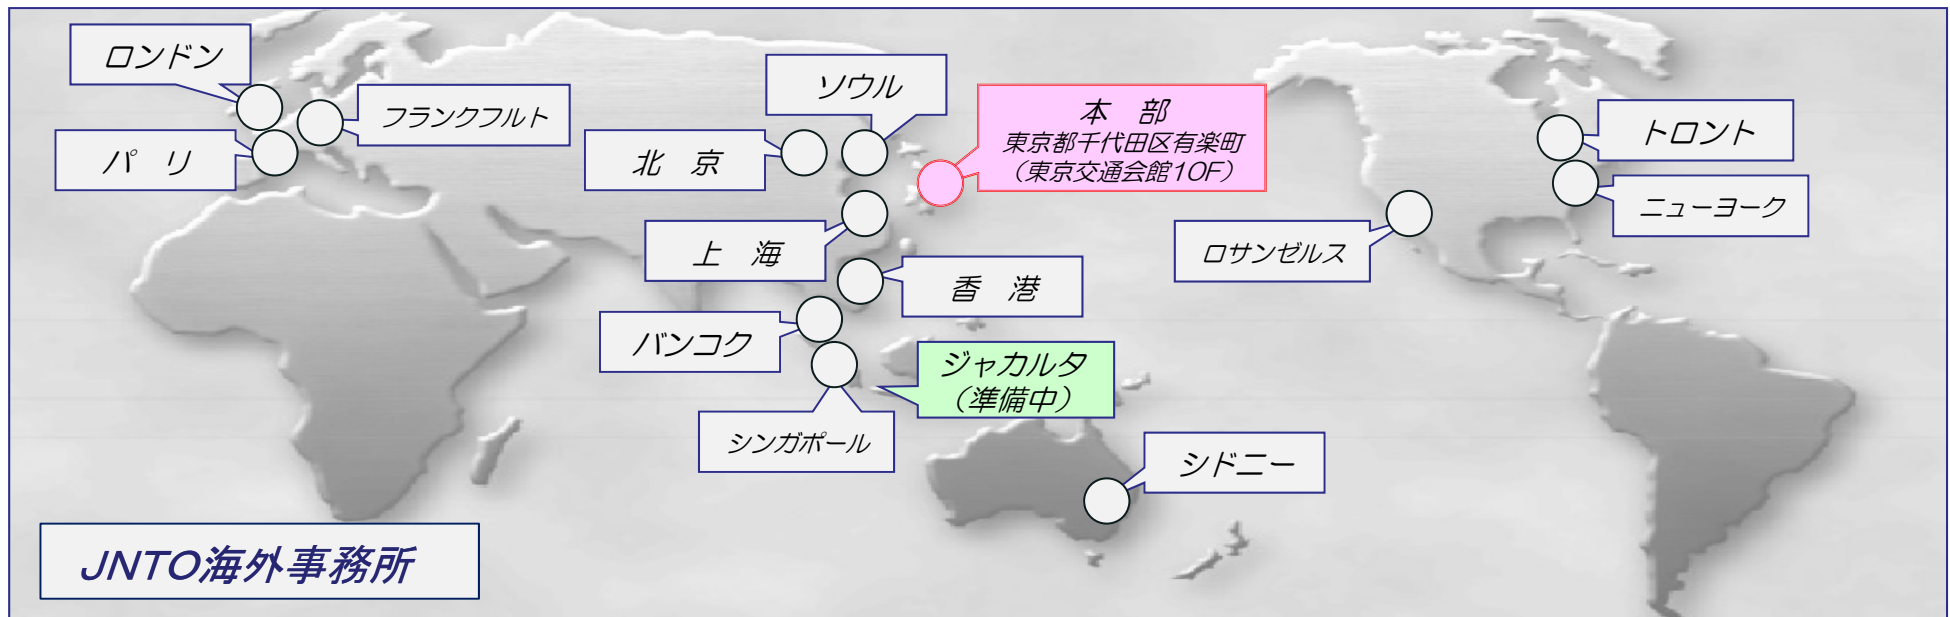 ロンドン
フランクフルト
パ　リ
ソウル
北　京
本　部
東京都千代田区有楽町
（東京交通会館10F）
上　海
香　港
バンコク
ジャカルタ
（準備中）
シンガポール
シドニー
トロント
ニューヨーク
ロサンゼルス
JNTO海外事務所